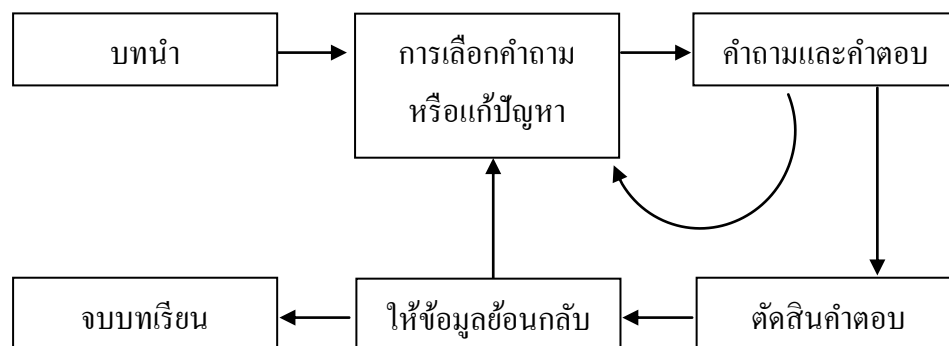 บทนำ
การเลือกคำถาม
หรือแก้ปัญหา
คำถามและคำตอบ
จบบทเรียน
ให้ข้อมูลย้อนกลับ
ตัดสินคำตอบ